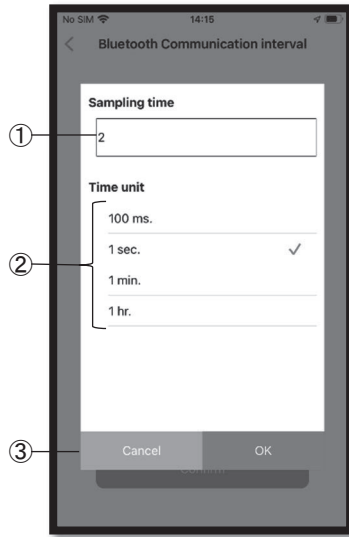 No SIM 14:15
Bluetooth Communication interval
Sampling time
① 2
Time unit
②
100 ms.
1 sec.
1 min.
1 hr.
③ Cancel OK
Confirm